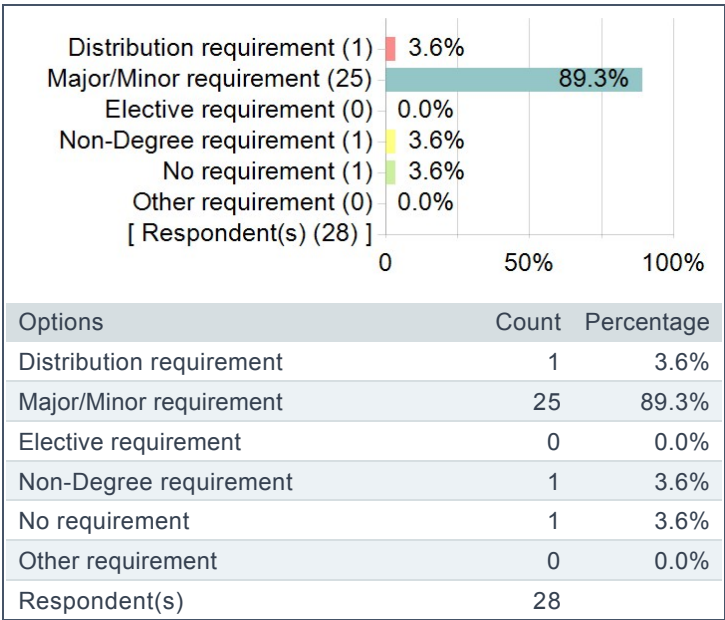 Distribution requirement (1) 3.6%
Major/Minor requirement (25) 89.3%
Elective requirement (0) 0.0%
Non-Degree requirement (1) 3.6%
No requirement (1) 3.6%
Other requirement (0) 0.0%
[ Respondent(s) (28) ]
0 50% 100%
Options Count Percentage
Distribution requirement 1 3.6%
Major/Minor requirement 25 89.3%
Elective requirement 0 0.0%
Non-Degree requirement 1 3.6%
No requirement 1 3.6%
Other requirement 0 0.0%
Respondent(s) 28